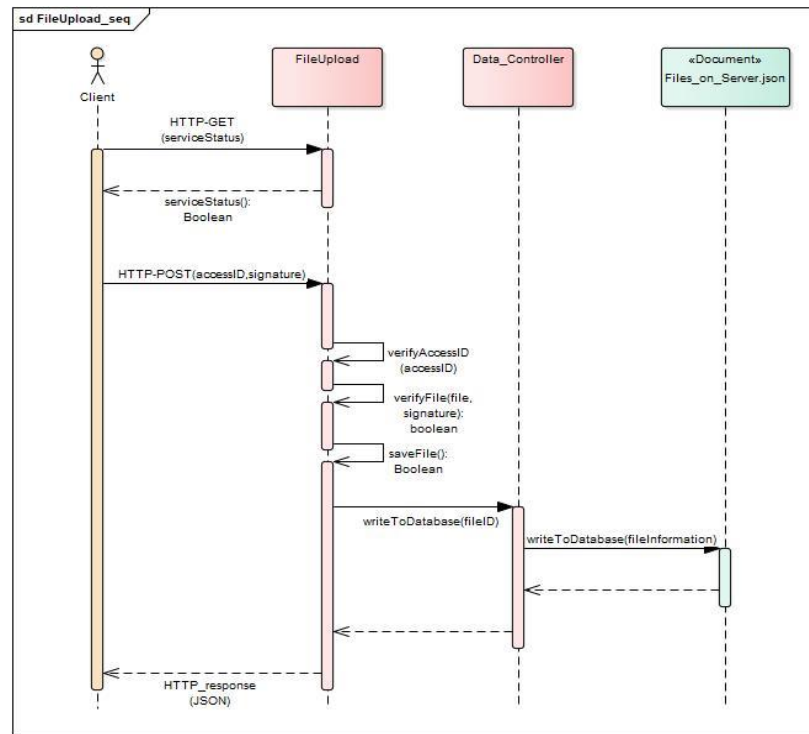 sd FileUpload_seq
Client
FileUpload
Data_Controller
«Document»
Files_on_Server.json
HTTP-GET
(serviceStatus)
serviceStatus():
Boolean
HTTP-POST(accessID,signature)
verifyAccessID
(accessID)
verifyFile(file,
signature):
boolean
saveFile():
Boolean
writeToDatabase(fileID)
writeToDatabase(fileInformation)
HTTP_response
(JSON)